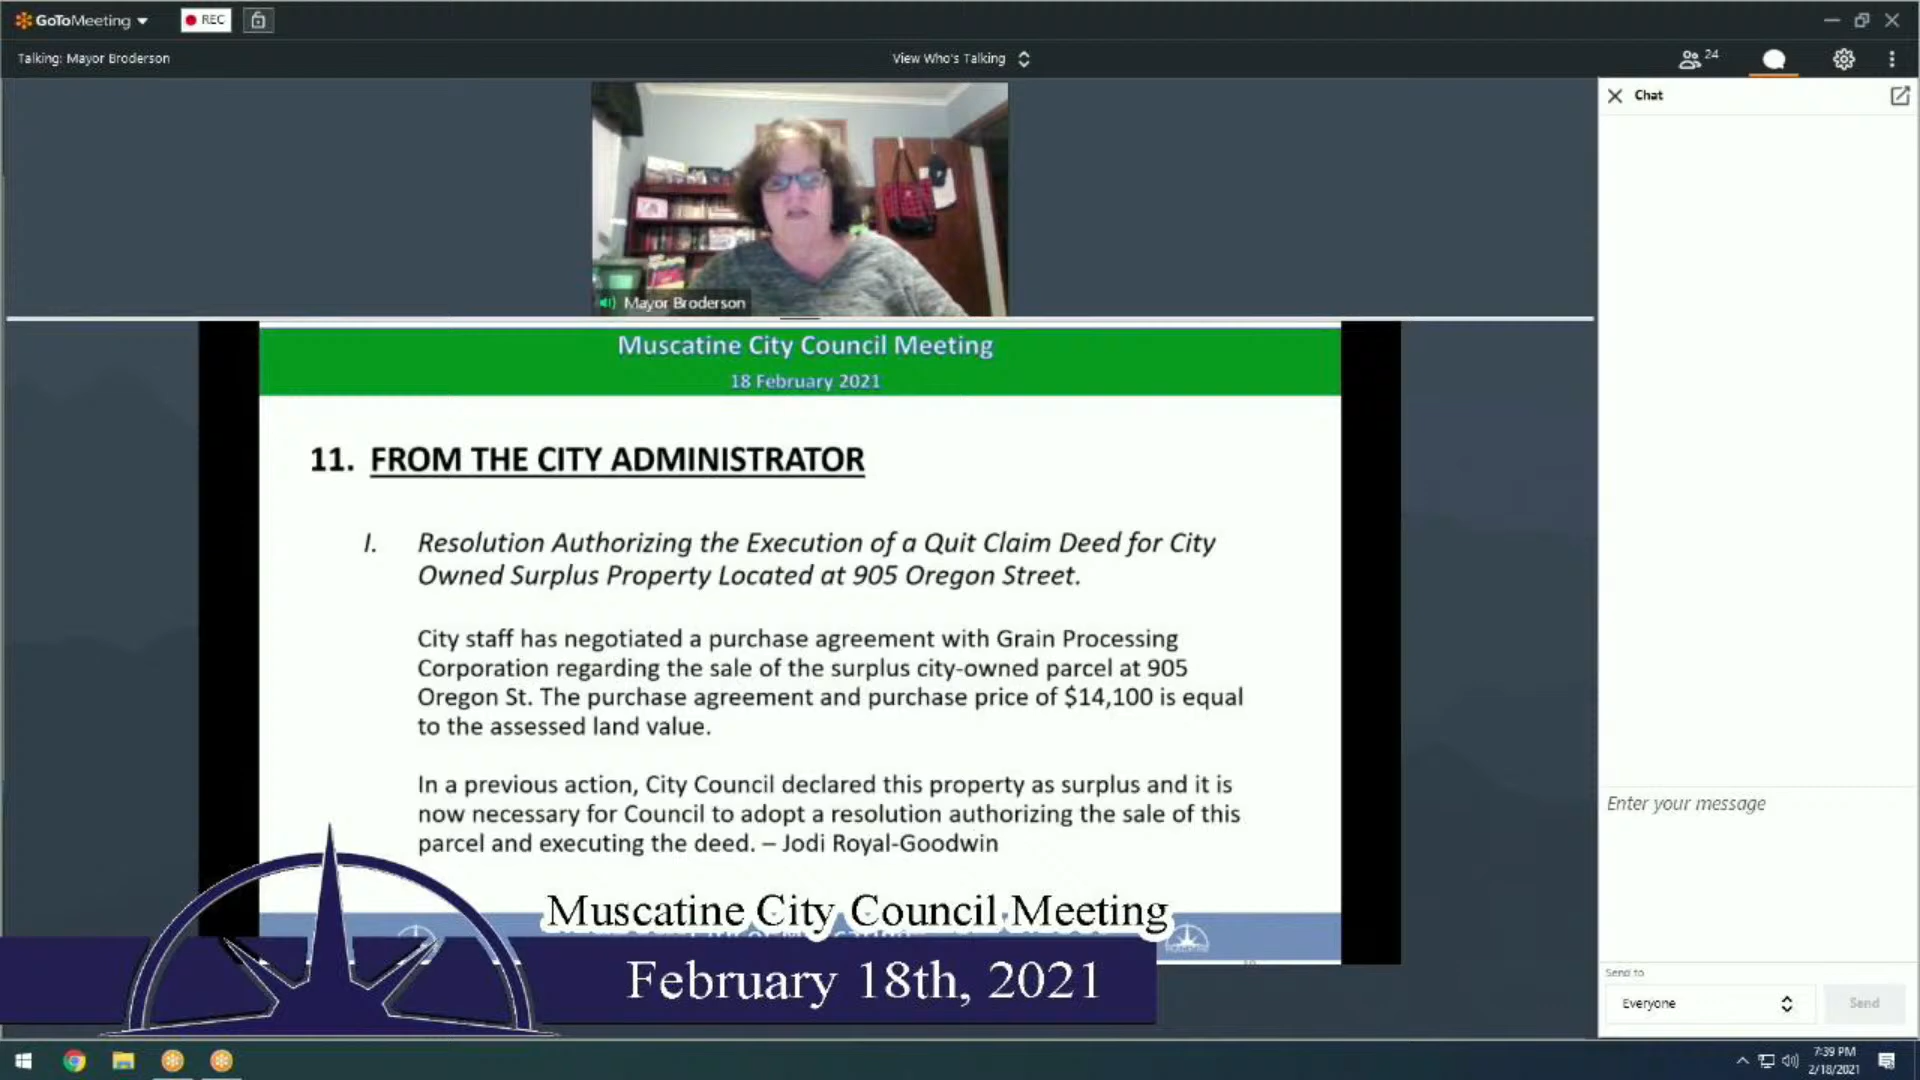 GoToMeeting
REC
Talking: Mayor Broderson
View Who's Talking
24
Chat
Mayor Broderson
Muscatine City Council Meeting
18 February 2021
11. FROM THE CITY ADMINISTRATOR
I. Resolution Authorizing the Execution of a Quit Claim Deed for City
Owned Surplus Property Located at 905 Oregon Street.
City staff has negotiated a purchase agreement with Grain Processing
Corporation regarding the sale of the surplus city-owned parcel at 905
Oregon St. The purchase agreement and purchase price of $14,100 is equal
to the assessed land value.
In a previous action, City Council declared this property as surplus and it is
now necessary for Council to adopt a resolution authorizing the sale of this
parcel and executing the deed. – Jodi Royal-Goodwin
Muscatine City Council Meeting
February 18th, 2021
Enter your message
Send to
Everyone
Send
7:39 PM
2/18/2021